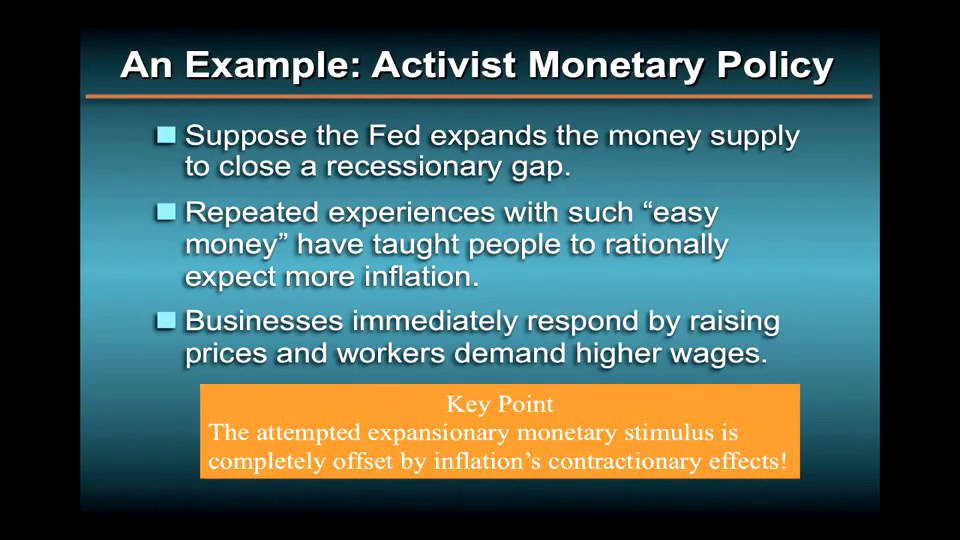 An Example: Activist Monetary Policy
Suppose the Fed expands the money supply
to close a recessionary gap.
Repeated experiences with such “easy
money” have taught people to rationally
expect more inflation.
Businesses immediately respond by raising
prices and workers demand higher wages.
Key Point
The attempted expansionary monetary stimulus is
completely offset by inflation’s contractionary effects!